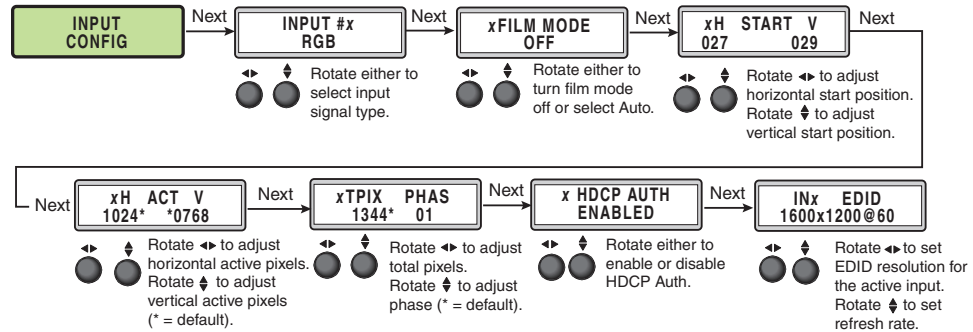 INPUT
CONFIG
Next
INPUT #x
RGB
Rotate either to
select input
signal type.
Next
xFILM MODE
OFF
Rotate either to
turn film mode
off or select Auto.
Next
xH START V
027 029
Rotate ◂▸ to adjust
horizontal start position.
Rotate ▴▾ to adjust
vertical start position.
Next
Next
xH ACT V
1024* *0768
Rotate ◂▸ to adjust
horizontal active pixels.
Rotate ▴▾ to adjust
vertical active pixels
(* = default).
Next
xTPIX PHAS
1344* 01
Rotate ◂▸ to adjust
total pixels.
Rotate ▴▾ to adjust
phase (* = default).
Next
x HDCP AUTH
ENABLED
Rotate either to
enable or disable
HDCP Auth.
Next
INx EDID
1600x1200@60
Rotate ◂▸ to set
EDID resolution for
the active input.
Rotate ▴▾ to set
refresh rate.